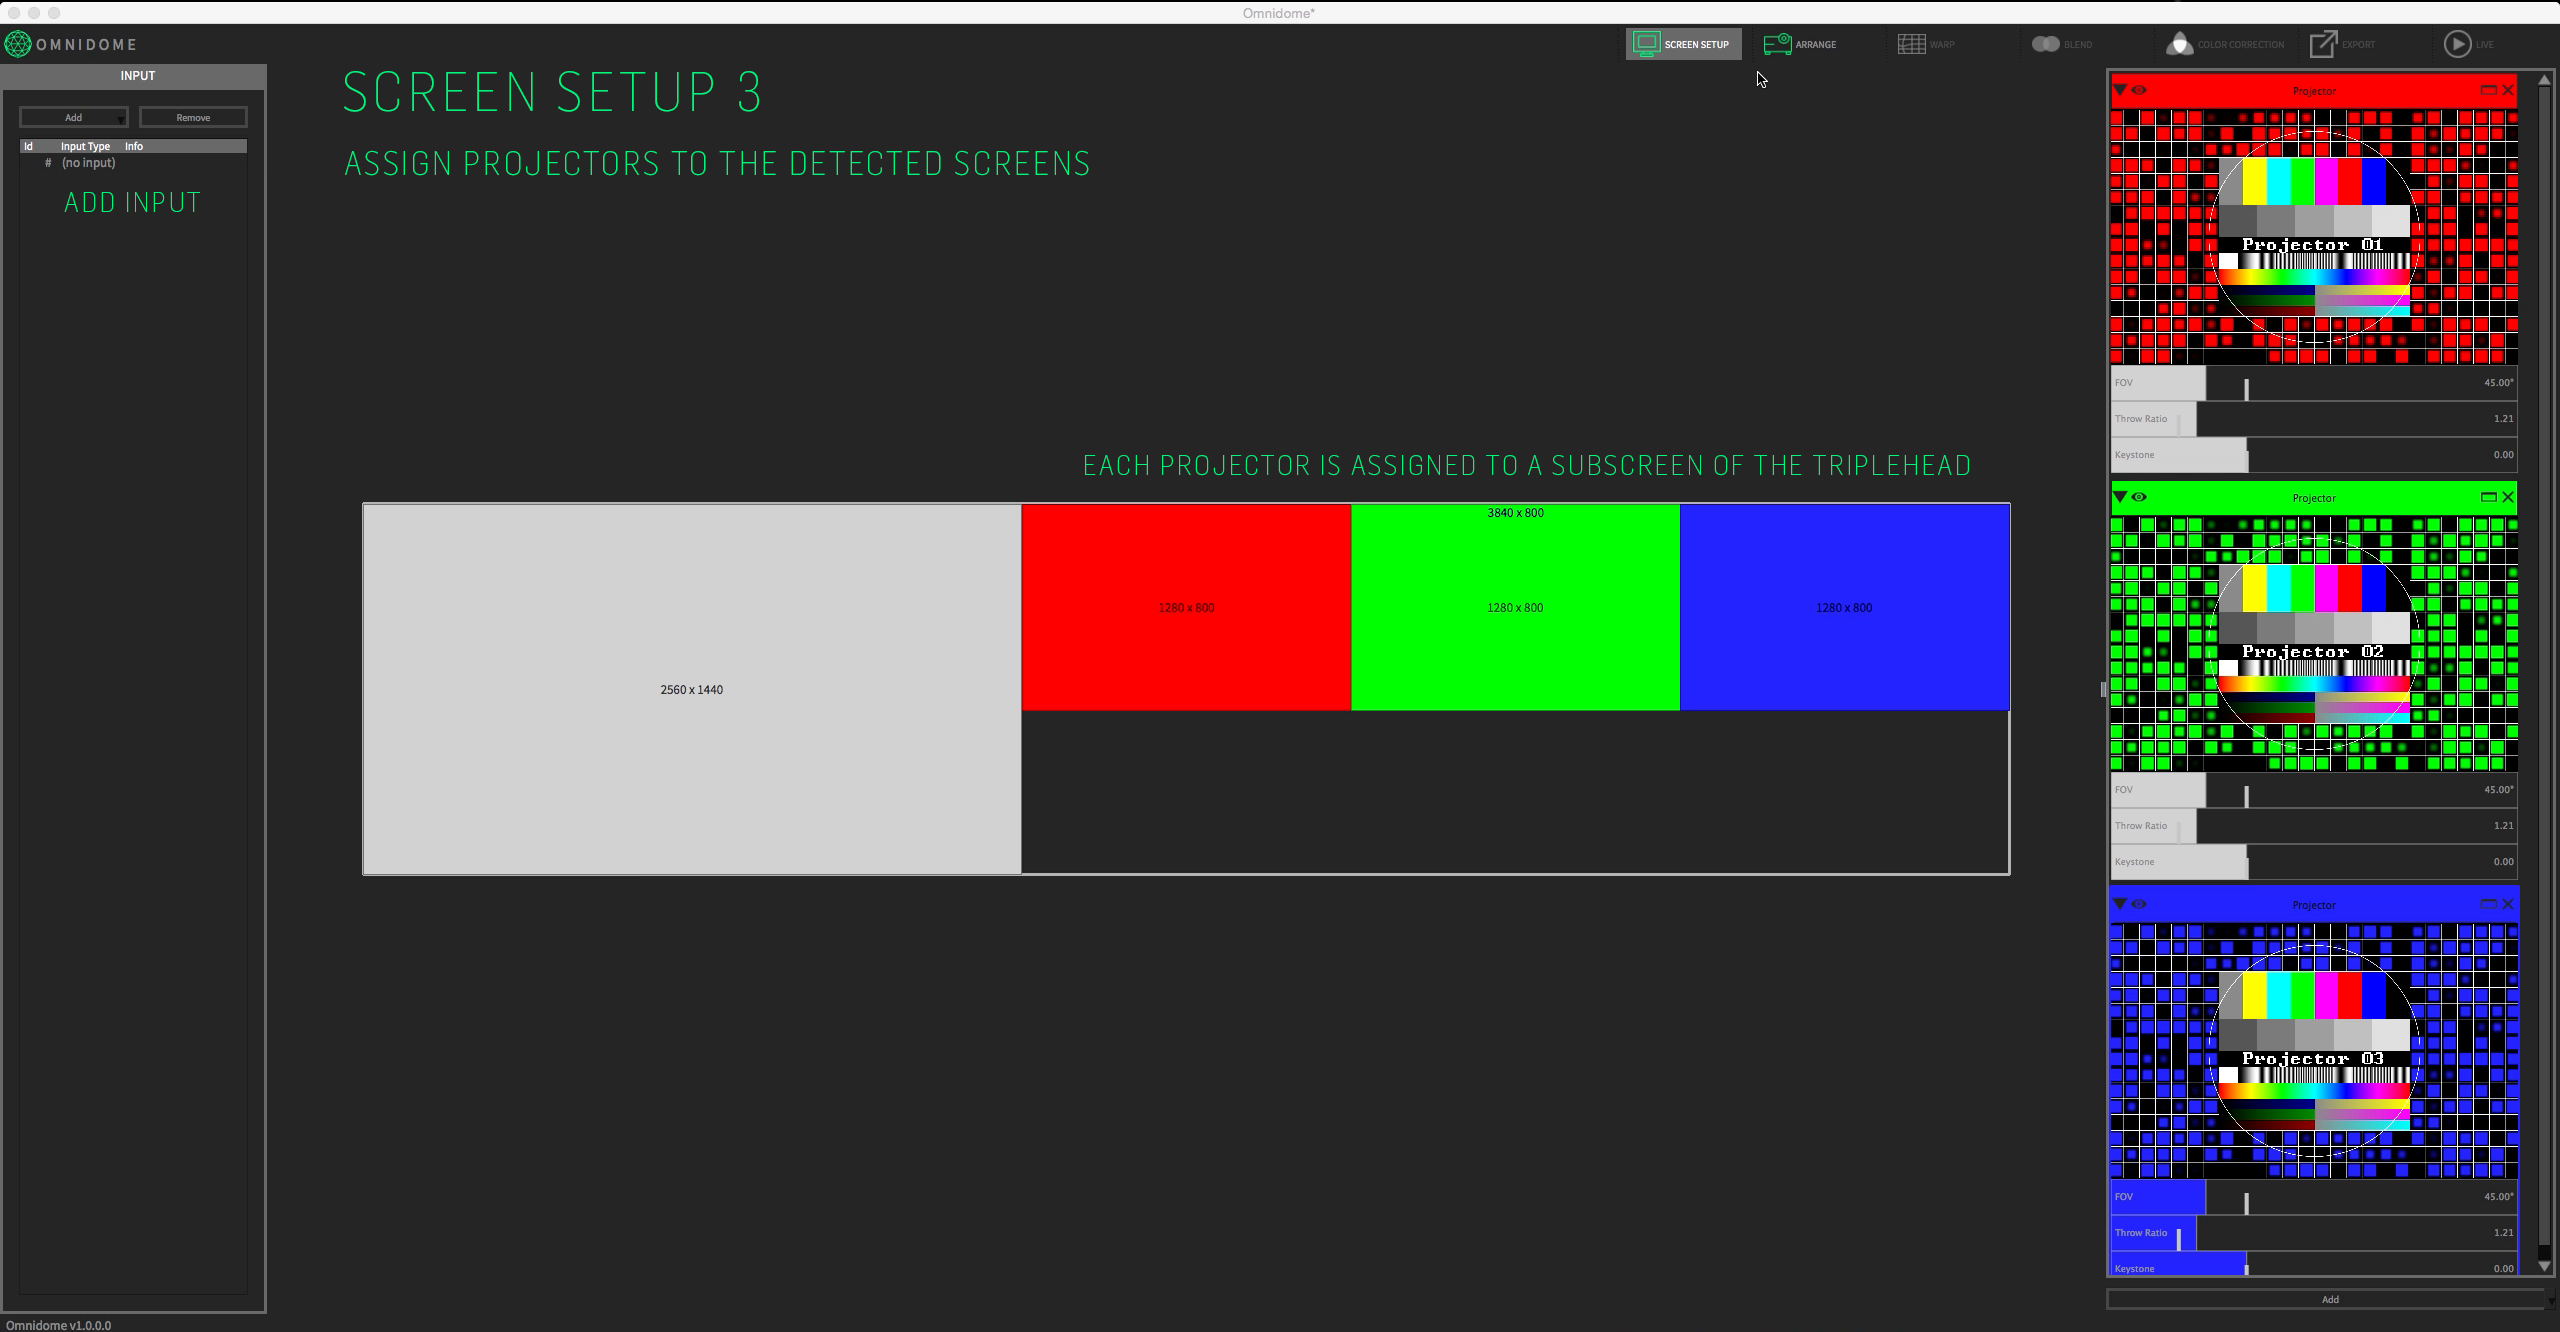 Omnidome*
OMNIDOME
SCREEN SETUP
ARRANGE
WARP
BLEND
COLOR CORRECTION
EXPORT
LIVE
INPUT
Add
Remove
Id Input Type Info
# (no input)
ADD INPUT
SCREEN SETUP 3
ASSIGN PROJECTORS TO THE DETECTED SCREENS
EACH PROJECTOR IS ASSIGNED TO A SUBSCREEN OF THE TRIPLEHEAD
3840 x 800
1280 x 800
1280 x 800
1280 x 800
2560 x 1440
Projector
Projector 01
FOV 45.00°
Throw Ratio 1.21
Keystone 0.00
Projector
Projector 02
FOV 45.00°
Throw Ratio 1.21
Keystone 0.00
Projector
Projector 03
FOV 45.00°
Throw Ratio 1.21
Keystone 0.00
Add
Omnidome v1.0.0.0